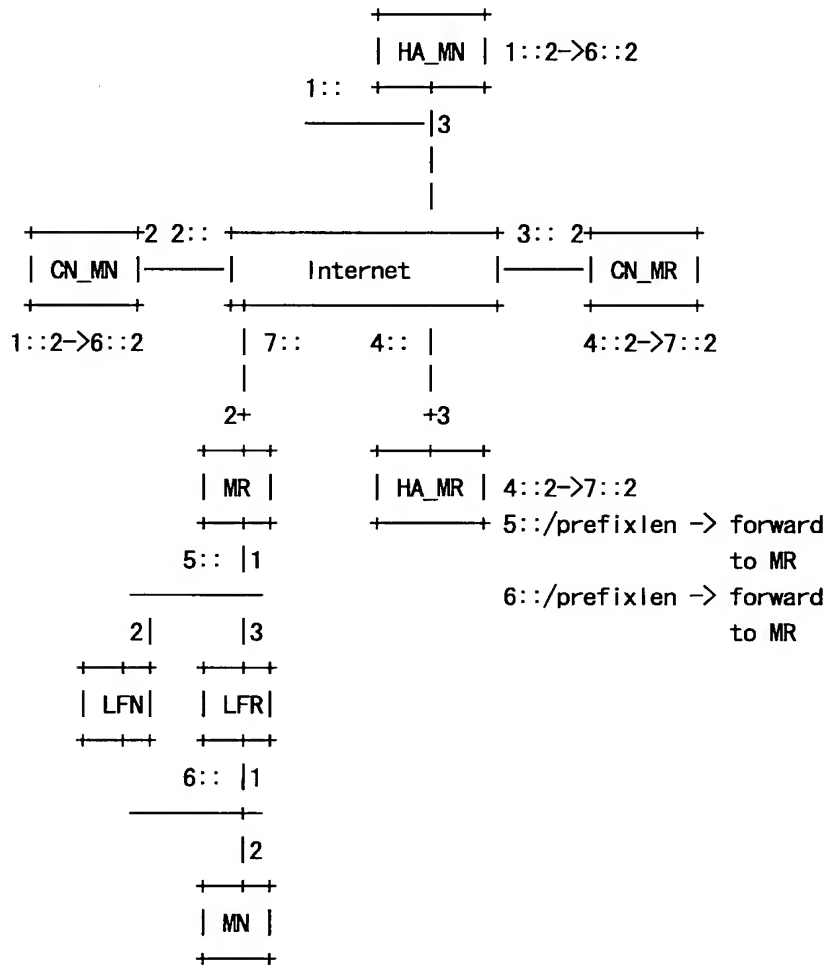 HA_MN 1::2->6::2
1::
3
2 2:: 3:: 2
CN_MN Internet CN_MR
1::2->6::2 7:: 4:: 4::2->7::2
2 3
MR HA_MR 4::2->7::2
5::/prefixlen -> forward
5:: 1 to MR
6::/prefixlen -> forward
2 3 to MR
LFN LFR
6:: 1
2
MN